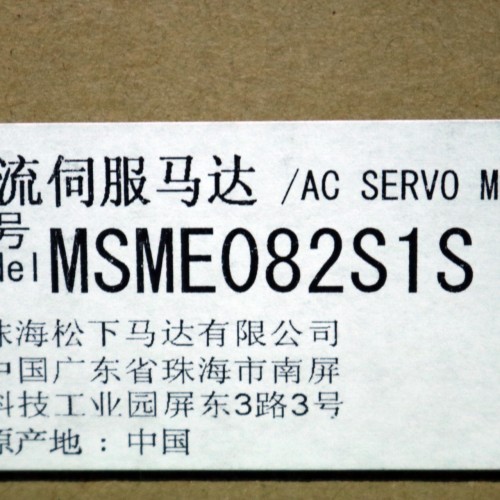 流伺服马达 /AC SERVO M
号
del MSME082S1S
珠海松下马达有限公司
中国广东省珠海市南屏
科技工业园屏东3路3号
原产地：中国